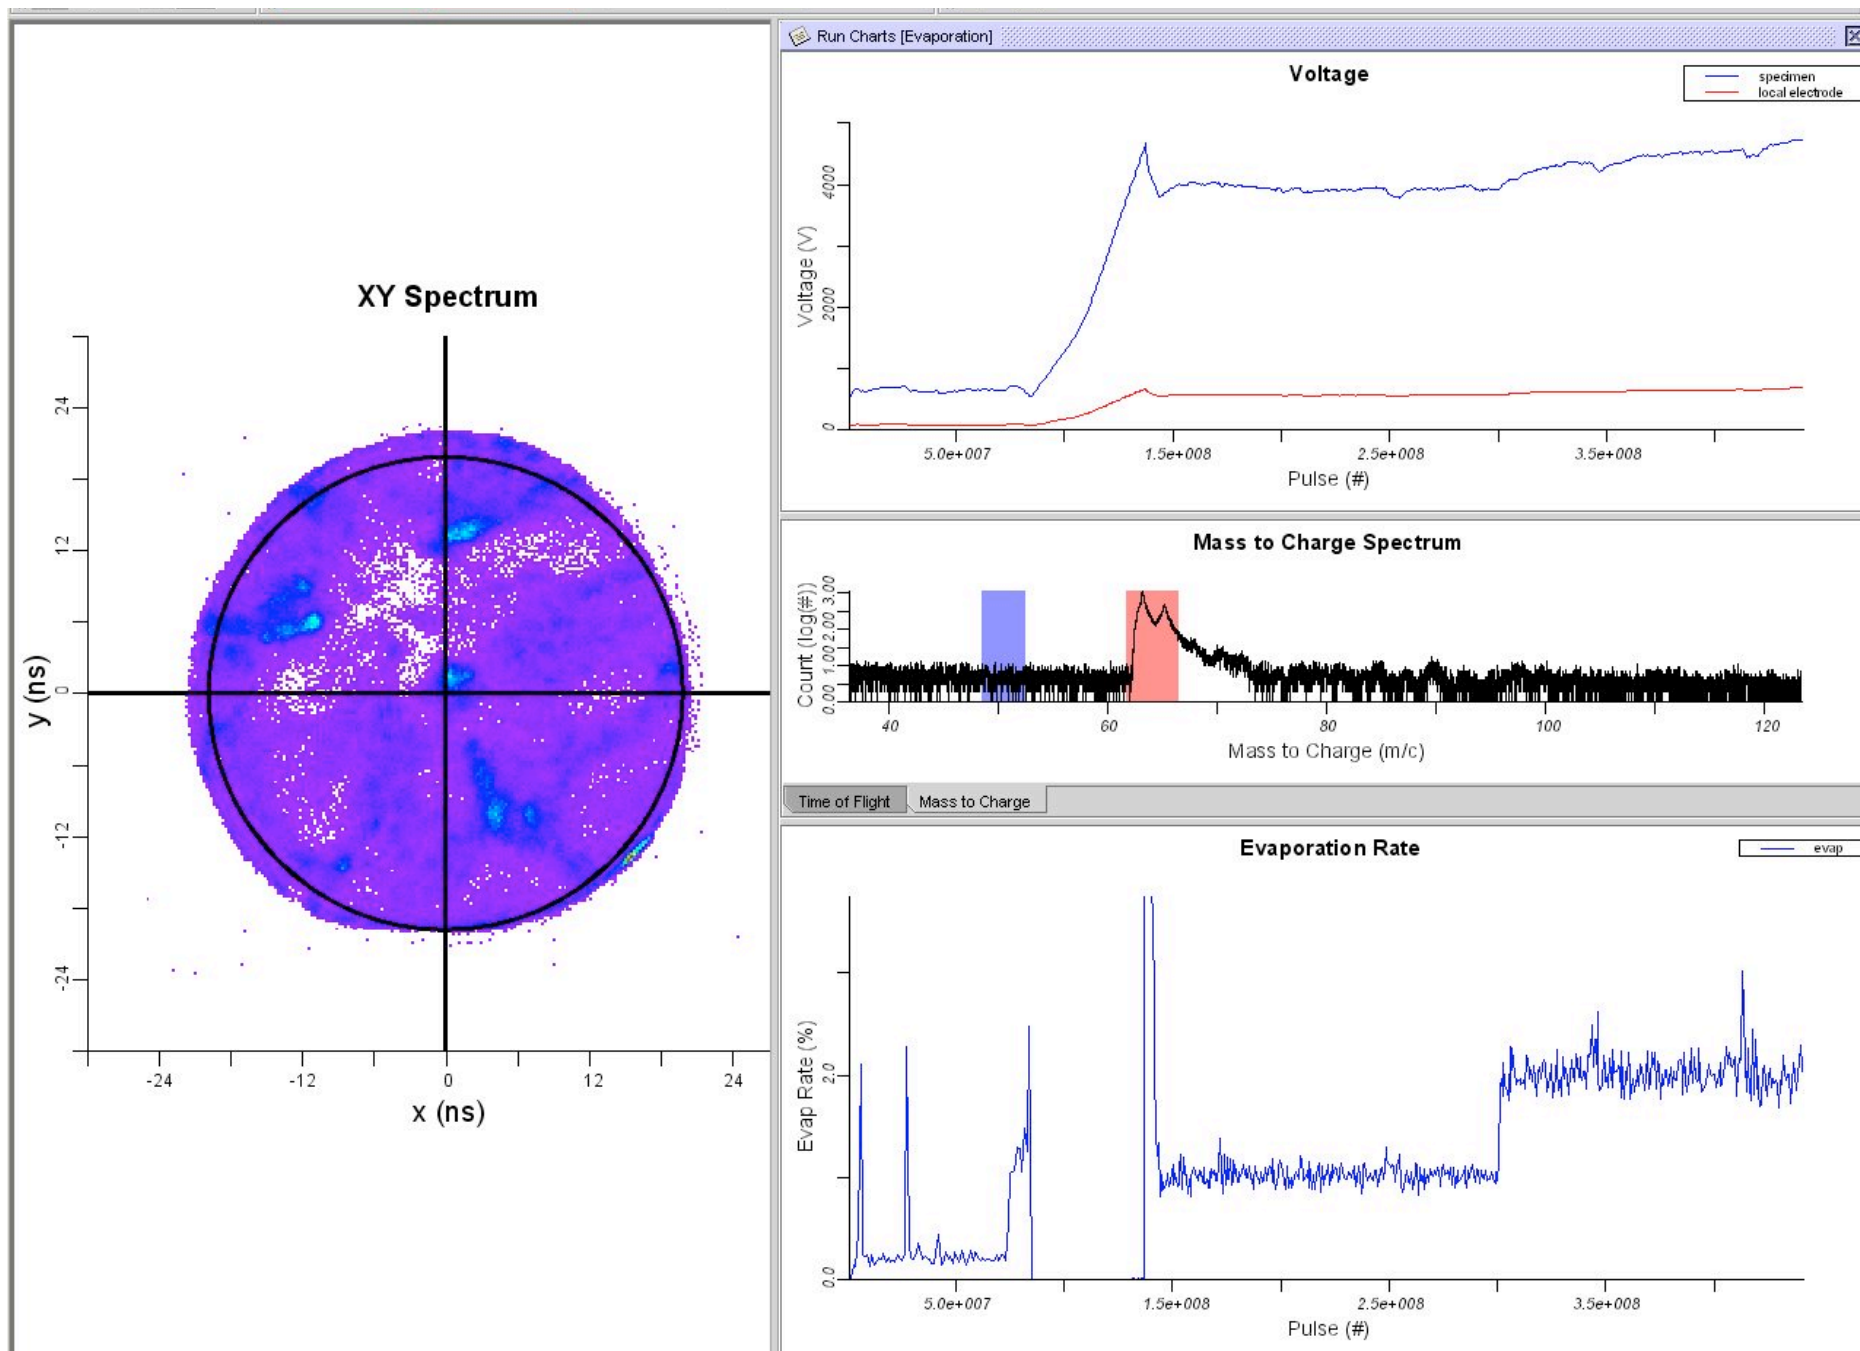 XY Spectrum
24
12
0
-12
-24
y (ns)
-24
-12
0
12
24
x (ns)
Run Charts [Evaporation]
Voltage
specimen
local electrode
4000
2000
0
Voltage (V)
5.0e+007
1.5e+008
2.5e+008
3.5e+008
Pulse (#)
Mass to Charge Spectrum
3.00
2.00
1.00
0.00
Count (log(#))
40
60
80
100
120
Mass to Charge (m/c)
Time of Flight
Mass to Charge
Evaporation Rate
evap
2.0
0.0
Evap Rate (%)
5.0e+007
1.5e+008
2.5e+008
3.5e+008
Pulse (#)